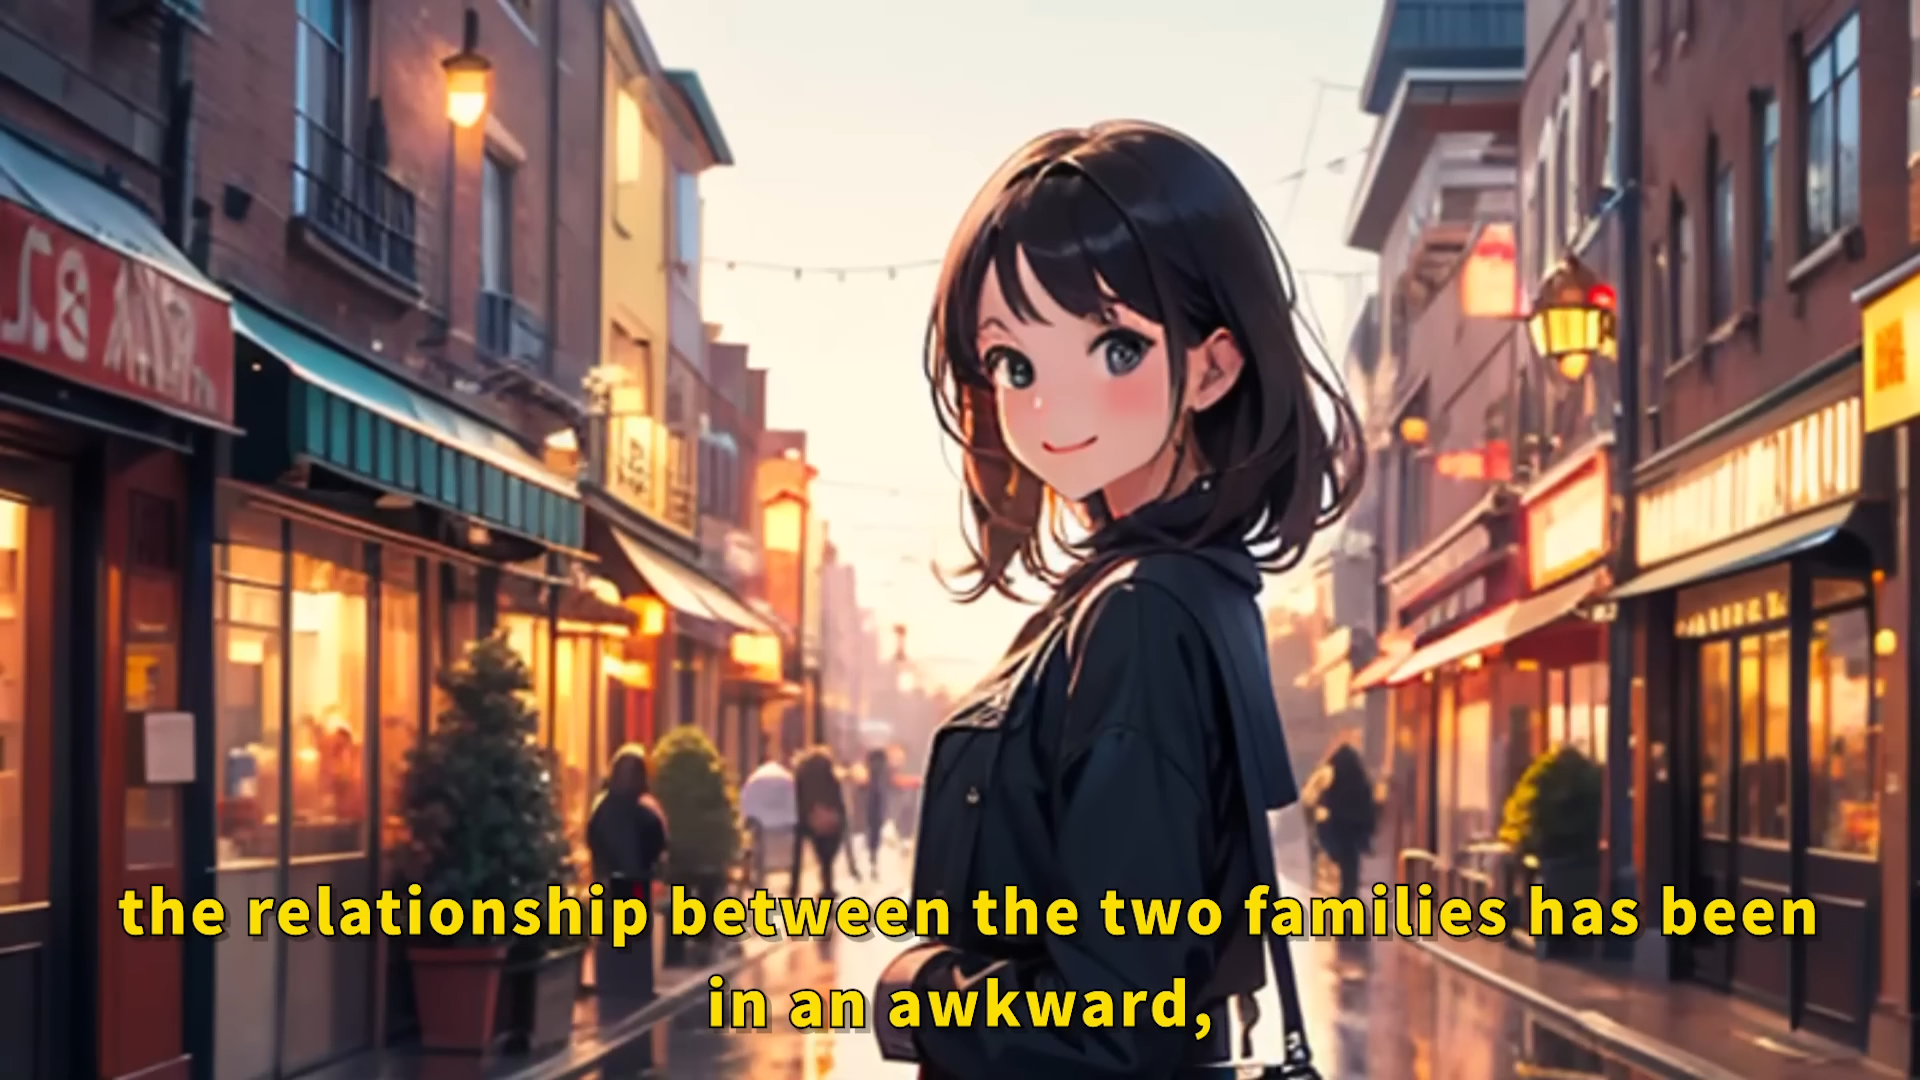 the relationship between the two families has been
in an awkward,